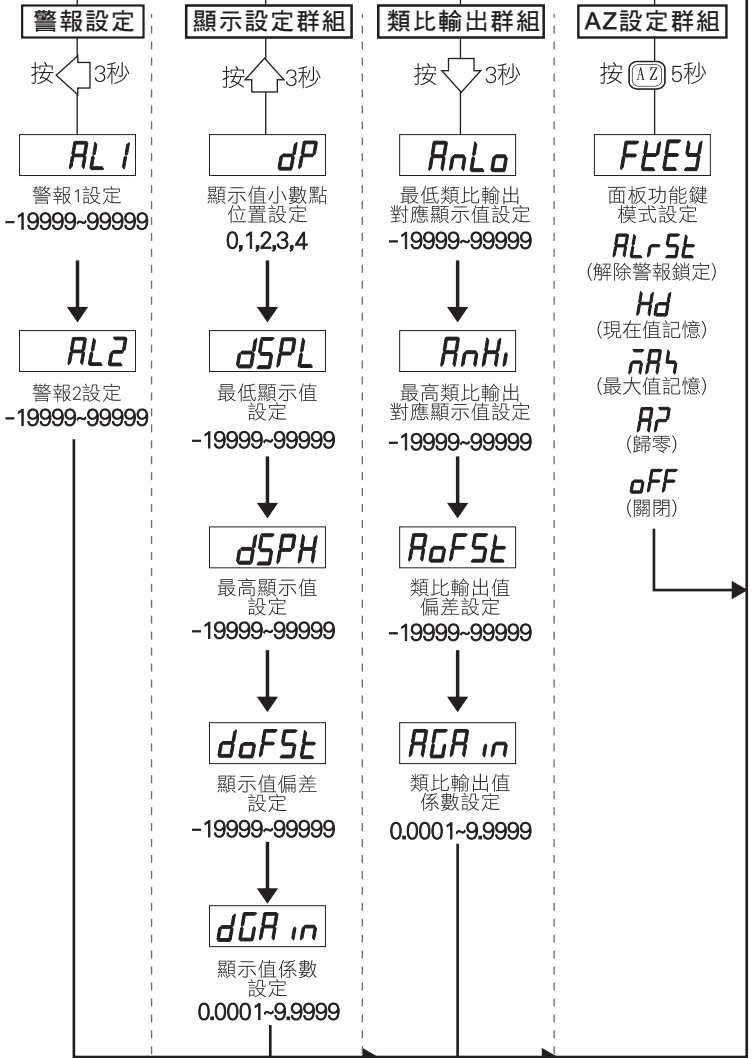 警報設定
按 3秒
AL1
警報1設定
-19999~99999
AL2
警報2設定
-19999~99999
顯示設定群組
按 3秒
dP
顯示值小數點
位置設定
0,1,2,3,4
dSPL
最低顯示值
設定
-19999~99999
dSPH
最高顯示值
設定
-19999~99999
doFSt
顯示值偏差
設定
-19999~99999
dGAin
顯示值係數
設定
0.0001~9.9999
類比輸出群組
按 3秒
AnLo
最低類比輸出
對應顯示值設定
-19999~99999
AnHi
最高類比輸出
對應顯示值設定
-19999~99999
AoFSt
類比輸出值
偏差設定
-19999~99999
AGAin
類比輸出值
係數設定
0.0001~9.9999
AZ設定群組
按 AZ 5秒
FKEY
面板功能鍵
模式設定
ALrSt
(解除警報鎖定)
Hd
(現在值記憶)
mAh
(最大值記憶)
AZ
(歸零)
oFF
(關閉)